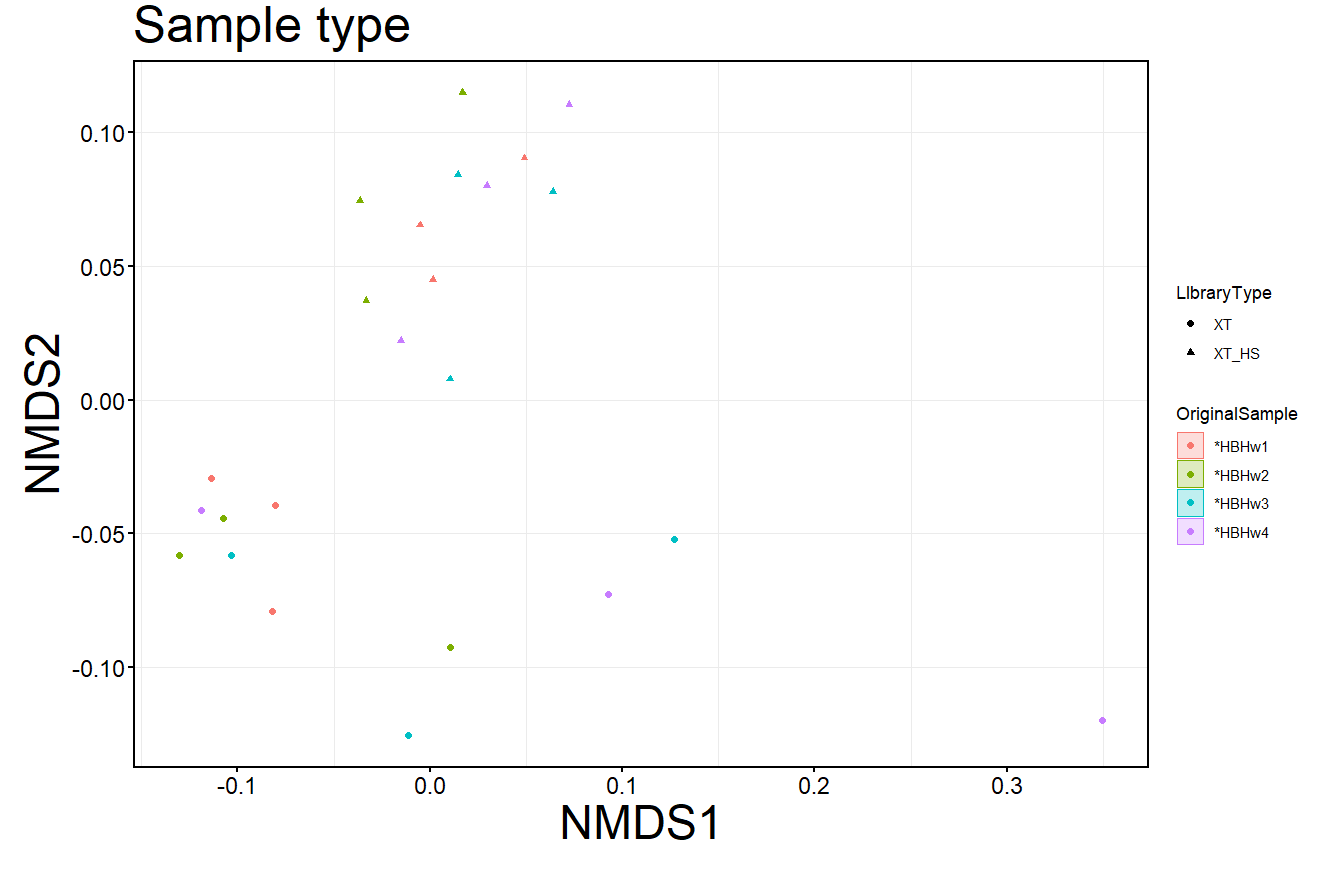 Sample type
NMDS2
0.10
0.05
0.00
-0.05
-0.10
-0.1
0.0
0.1
0.2
0.3
NMDS1
LIbraryType
XT
XT_HS
OriginalSample
*HBHw1
*HBHw2
*HBHw3
*HBHw4